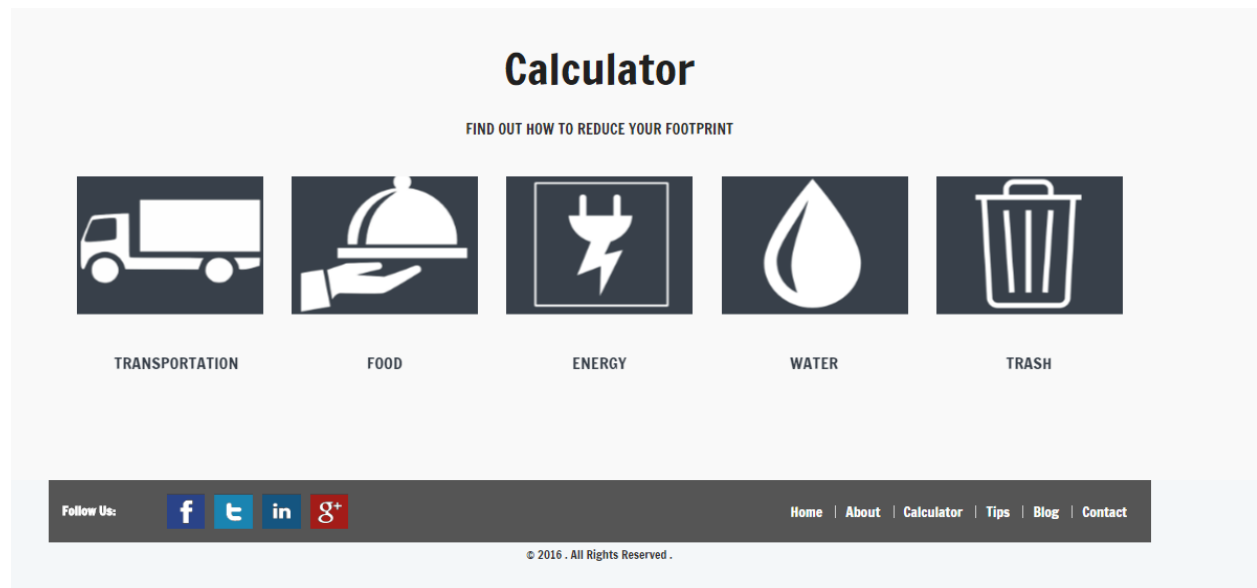 Calculator
FIND OUT HOW TO REDUCE YOUR FOOTPRINT
TRANSPORTATION FOOD ENERGY WATER TRASH
Follow Us: f t in g+ Home | About | Calculator | Tips | Blog | Contact
© 2016 . All Rights Reserved .